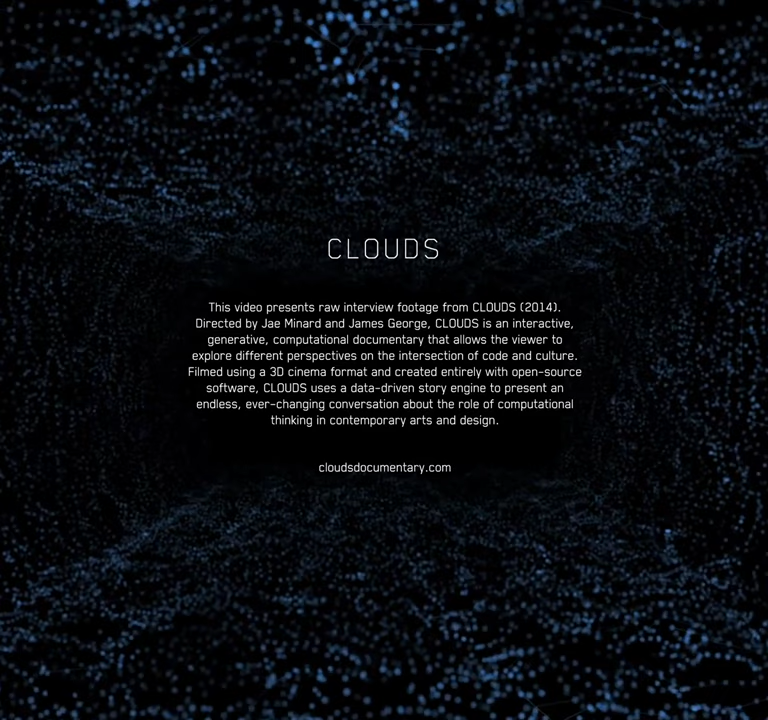 CLOUDS
This video presents raw interview footage from CLOUDS (2014).
Directed by Jae Minard and James George, CLOUDS is an interactive,
generative, computational documentary that allows the viewer to
explore different perspectives on the intersection of code and culture.
Filmed using a 3D cinema format and created entirely with open-source
software, CLOUDS uses a data-driven story engine to present an
endless, ever-changing conversation about the role of computational
thinking in contemporary arts and design.
cloudsdocumentary.com